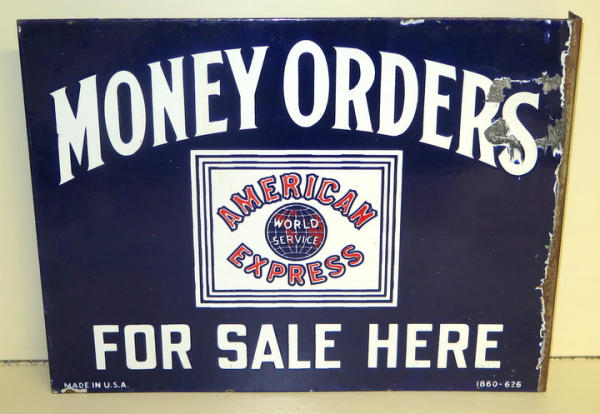 MONEY ORDERS
AMERICAN
WORLD
SERVICE
EXPRESS
FOR SALE HERE
MADE IN U.S.A.
1860-626